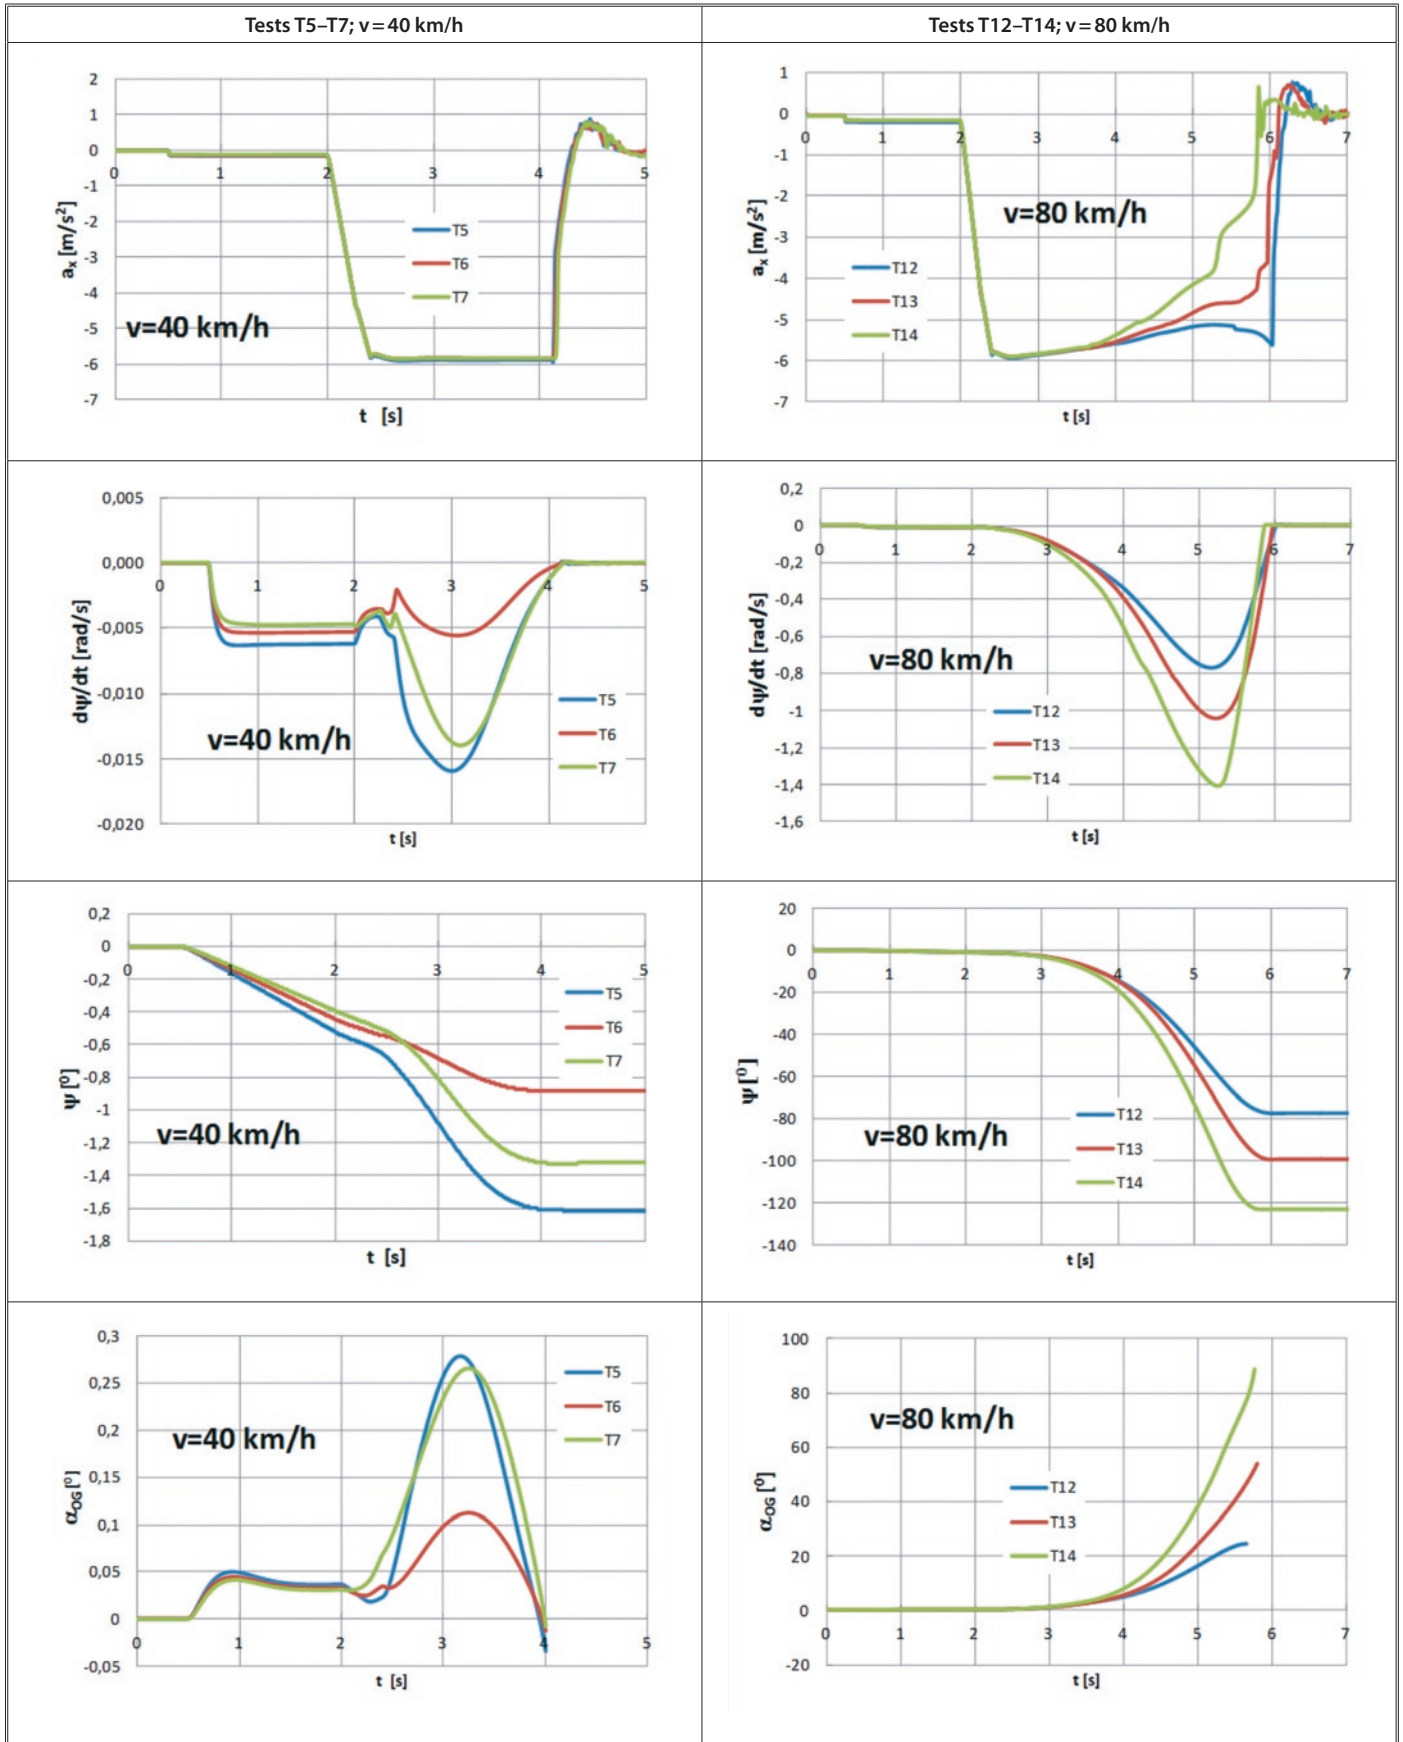 Tests T5–T7; v = 40 km/h
Tests T12–T14; v = 80 km/h
2
1
0
-1
-2
-3
-4
-5
-6
-7
0 1 2 3 4 5
aₓ [m/s²]
t [s]
v=40 km/h
T5
T6
T7
1
0
-1
-2
-3
-4
-5
-6
-7
0 1 2 3 4 5 6 7
aₓ [m/s²]
t [s]
v=80 km/h
T12
T13
T14
0,005
0,000
-0,005
-0,010
-0,015
-0,020
0 1 2 3 4 5
dψ/dt [rad/s]
t [s]
v=40 km/h
T5
T6
T7
0,2
0
-0,2
-0,4
-0,6
-0,8
-1
-1,2
-1,4
-1,6
0 1 2 3 4 5 6 7
dψ/dt [rad/s]
t [s]
v=80 km/h
T12
T13
T14
0,2
0
-0,2
-0,4
-0,6
-0,8
-1
-1,2
-1,4
-1,6
-1,8
0 1 2 3 4 5
ψ [⁰]
t [s]
v=40 km/h
T5
T6
T7
20
0
-20
-40
-60
-80
-100
-120
-140
0 1 2 3 4 5 6 7
ψ [⁰]
t [s]
v=80 km/h
T12
T13
T14
0,3
0,25
0,2
0,15
0,1
0,05
0
-0,05
0 1 2 3 4 5
α_OG [⁰]
t [s]
v=40 km/h
T5
T6
T7
100
80
60
40
20
0
-20
0 1 2 3 4 5 6 7
α_OG [⁰]
t [s]
v=80 km/h
T12
T13
T14